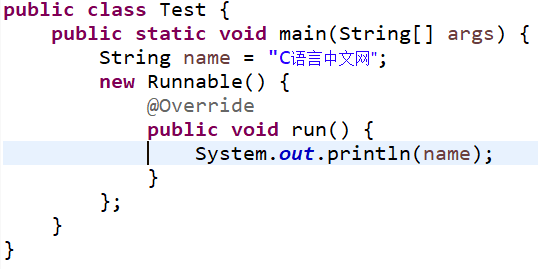 public class Test {
    public static void main(String[] args) {
        String name = "C语言中文网";
        new Runnable() {
            @Override
            public void run() {
                System.out.println(name);
            }
        };
    }
}